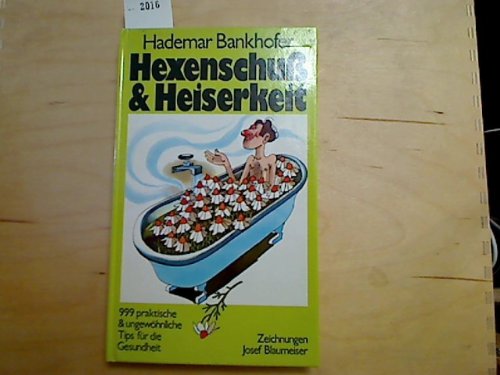 2016
Hademar Bankhofer
Hexenschuß
& Heiserkeit
999 praktische
& ungewöhnliche
Tips für die
Gesundheit
Zeichnungen
Josef Blaumeiser